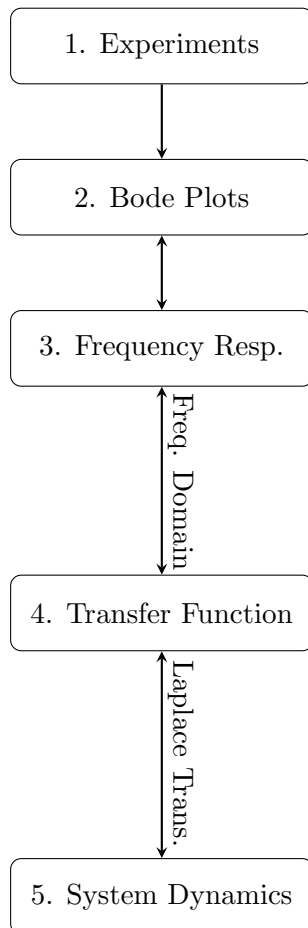 1. Experiments
2. Bode Plots
3. Frequency Resp.
Freq. Domain
4. Transfer Function
Laplace Trans.
5. System Dynamics